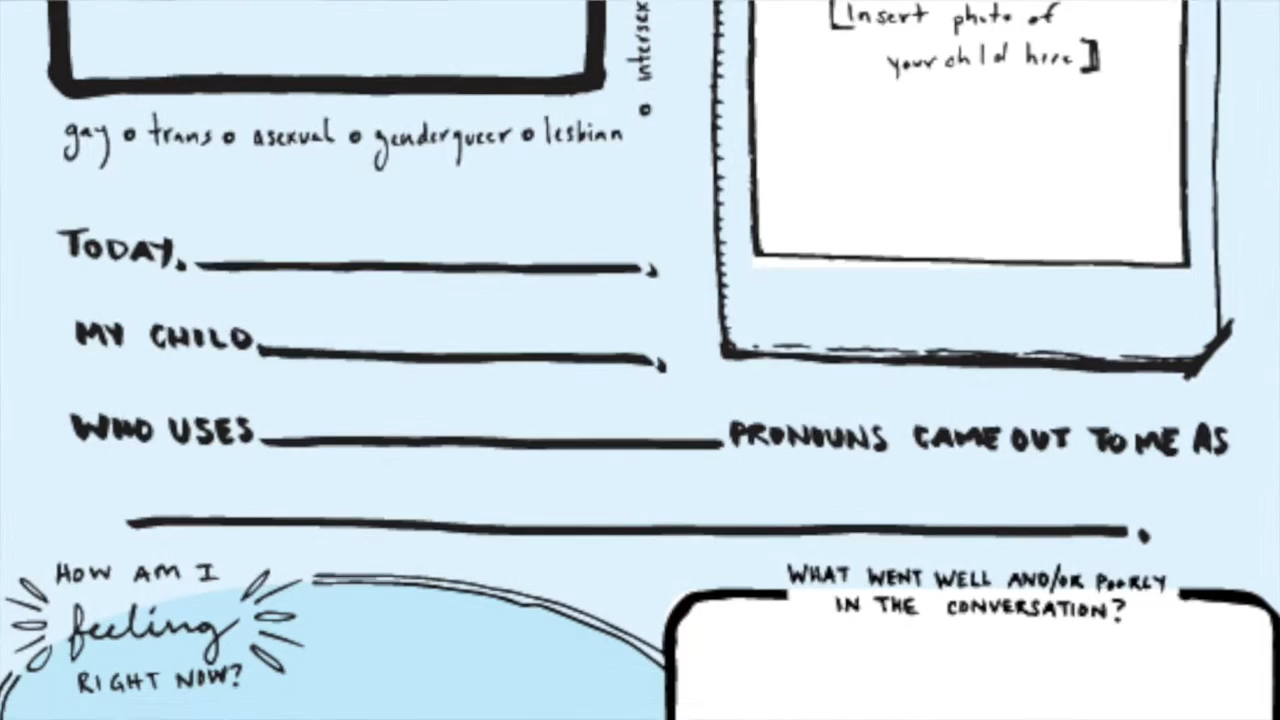 [Insert photo of
your child here]
• intersex
gay • trans • asexual • genderqueer • lesbian
TODAY, ,
MY CHILD ,
WHO USES PRONOUNS CAME OUT TO ME AS
.
HOW AM I
feeling
RIGHT NOW?
WHAT WENT WELL AND/OR POORLY
IN THE CONVERSATION?